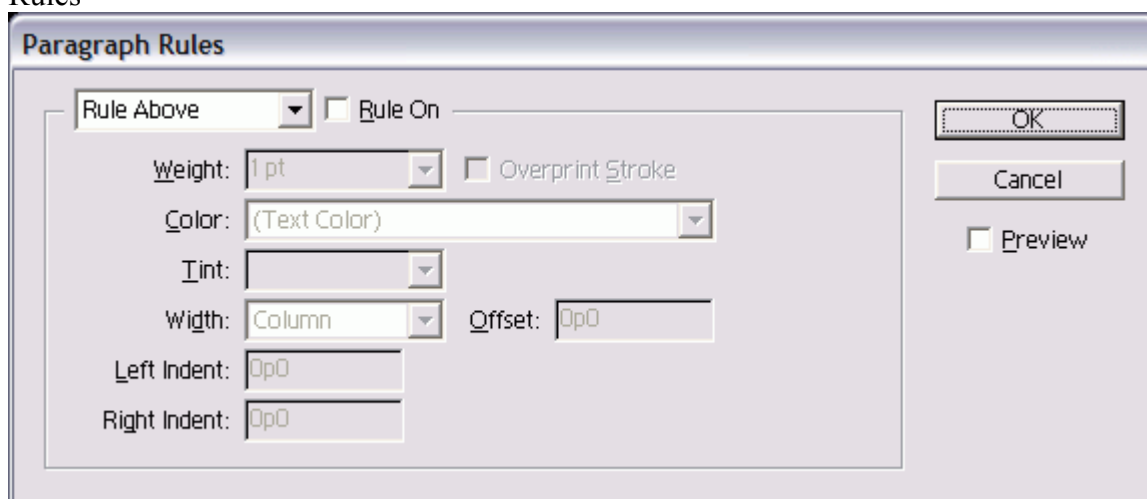 Rules
Paragraph Rules
Rule Above Rule On
OK
Weight: 1 pt Overprint Stroke
Cancel
Color: (Text Color)
Preview
Tint:
Width: Column Offset: 0p0
Left Indent: 0p0
Right Indent: 0p0